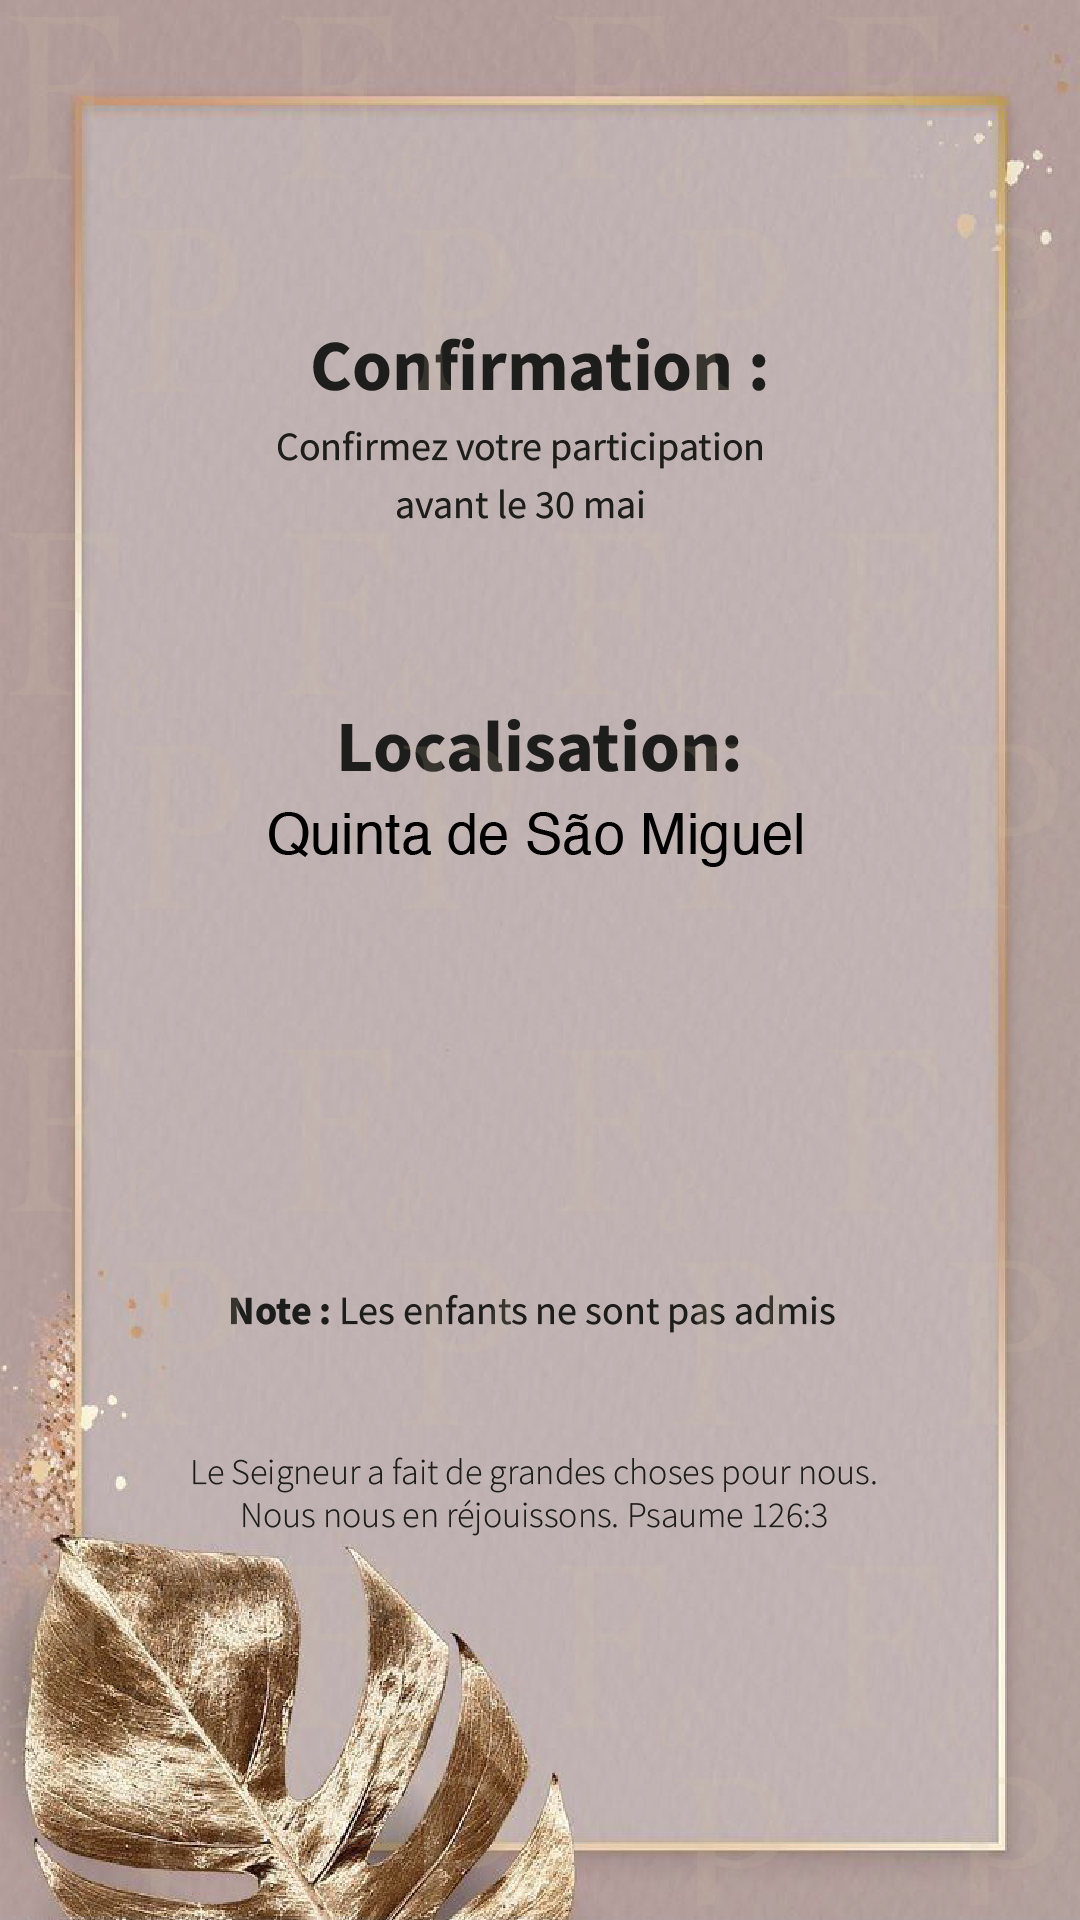 Confirmation :
Confirmez votre participation
avant le 30 mai
Localisation:
Quinta de São Miguel
Note : Les enfants ne sont pas admis
Le Seigneur a fait de grandes choses pour nous.
Nous nous en réjouissons. Psaume 126:3